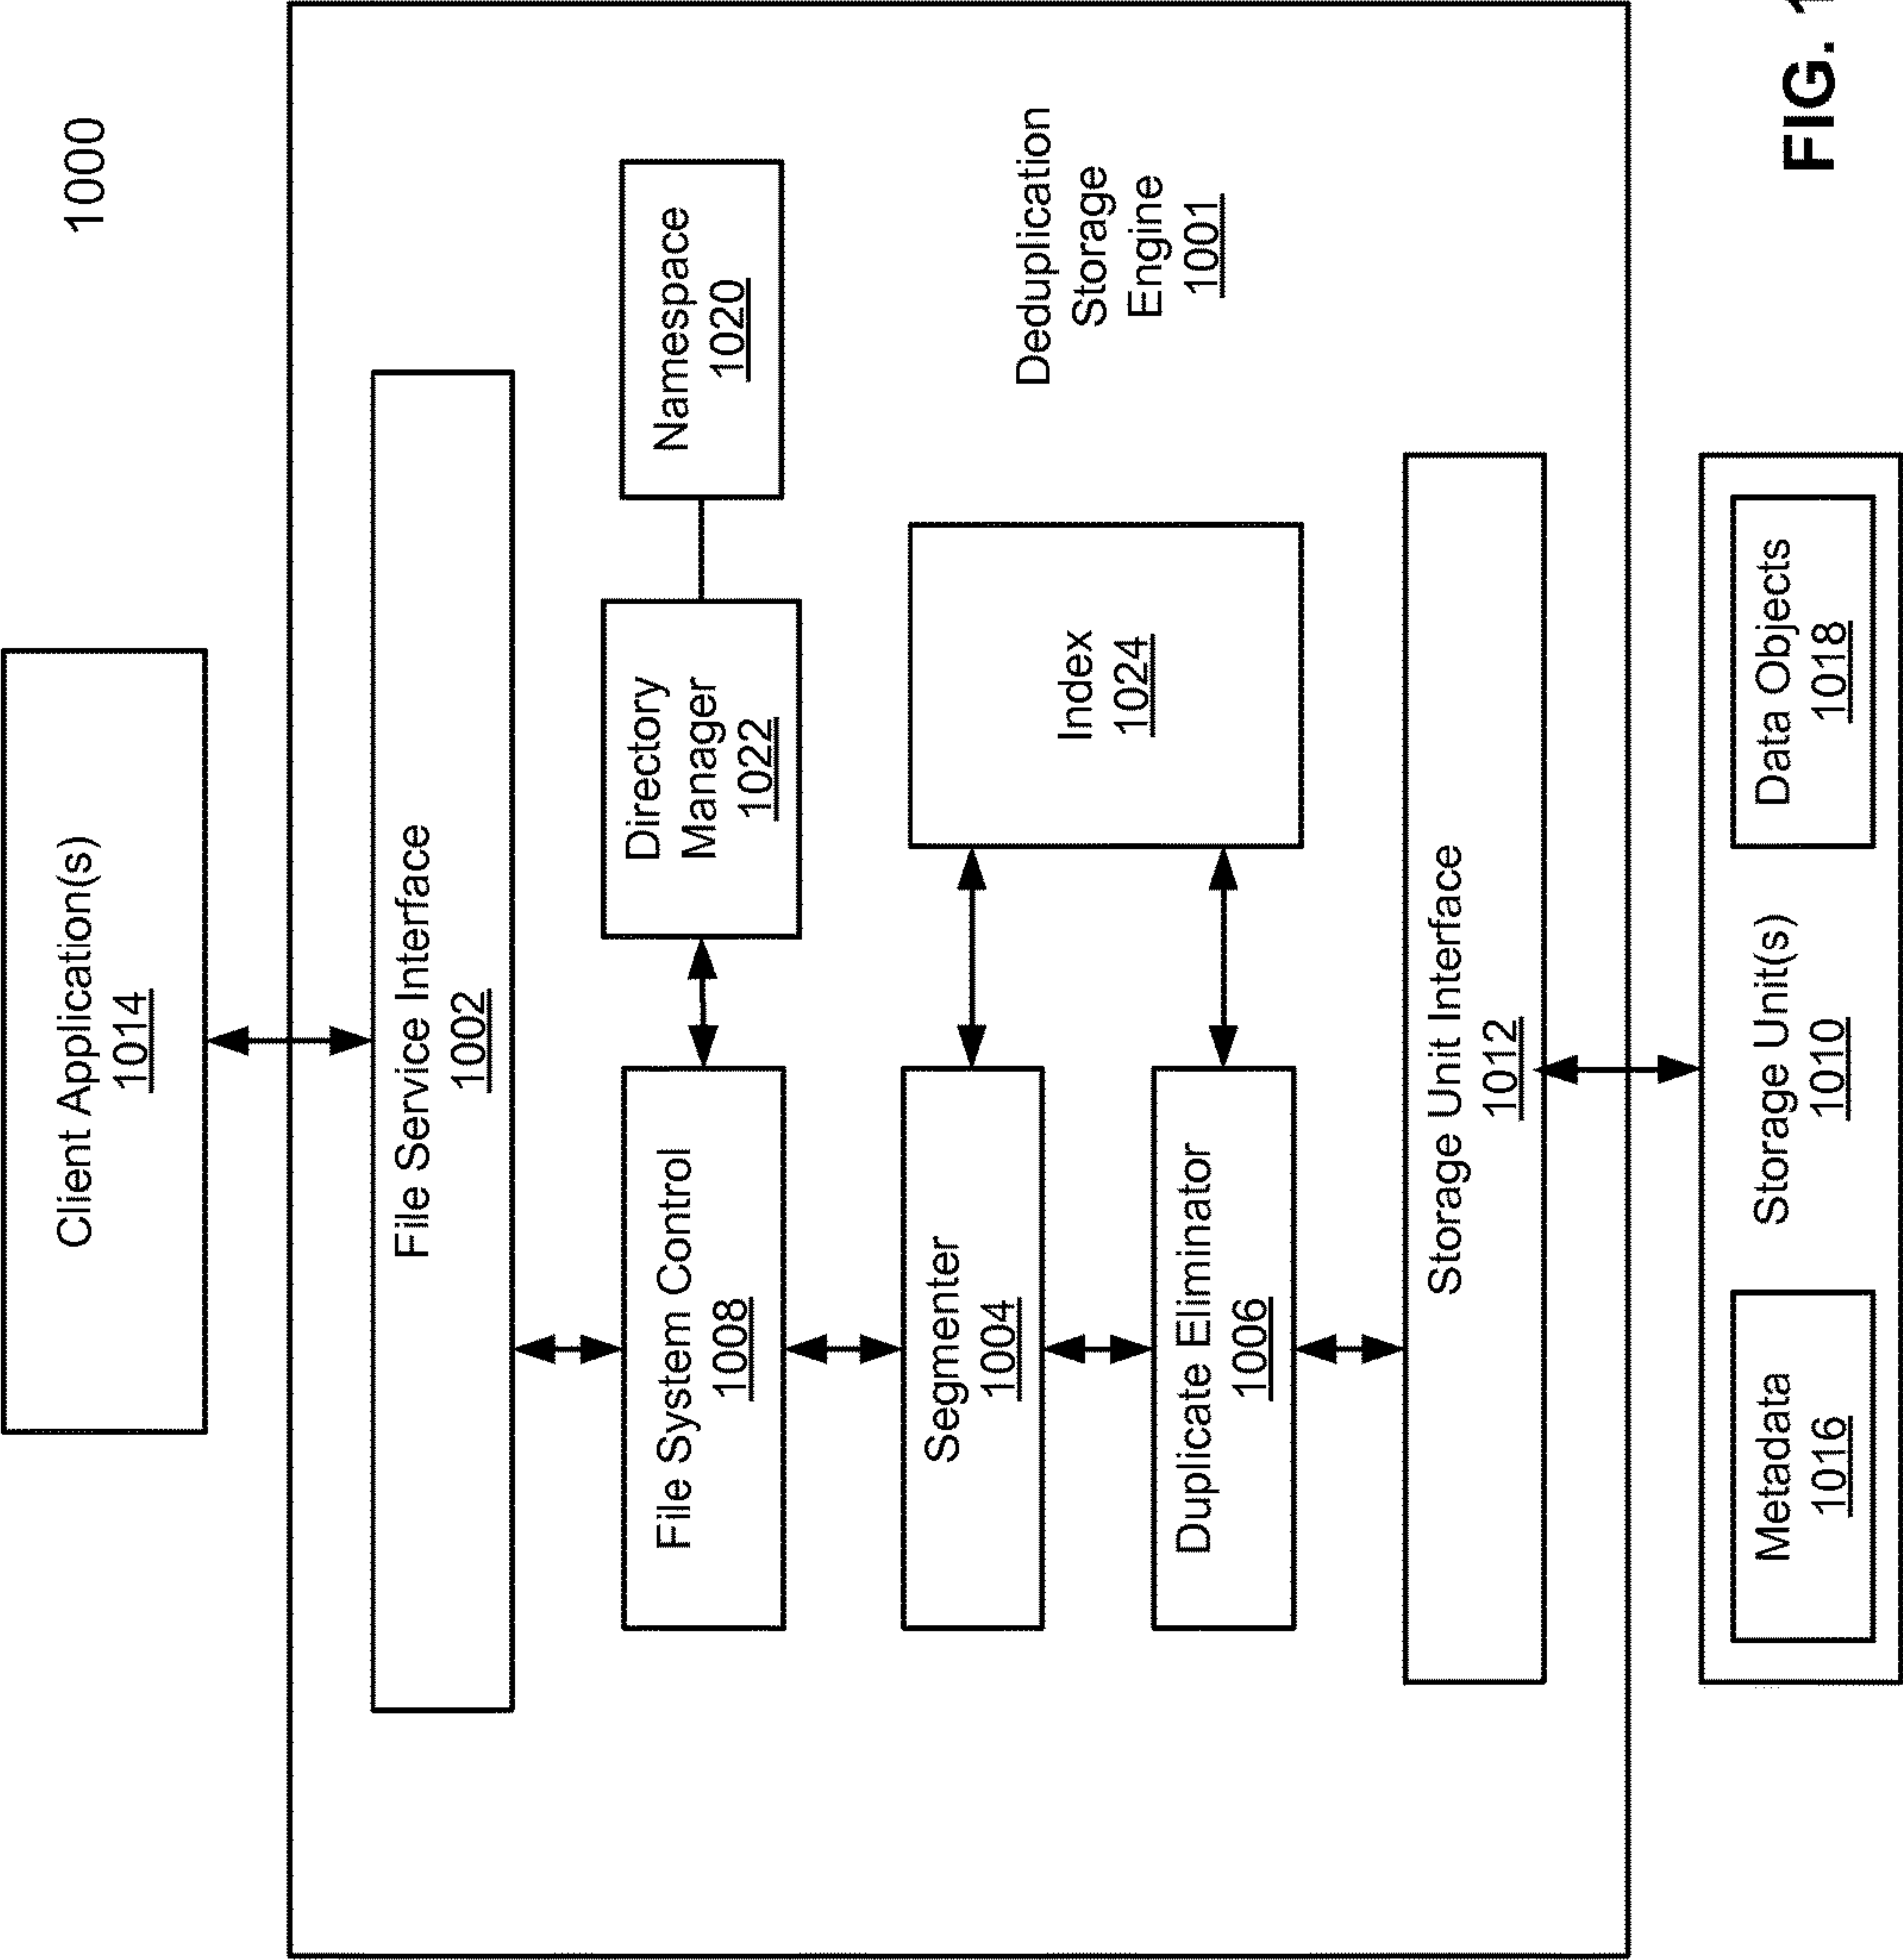 1000
Client Application(s)
1014
File Service Interface
1002
File System Control
1008
Directory
Manager
1022
Namespace
1020
Segmenter
1004
Index
1024
Duplicate Eliminator
1006
Deduplication
Storage
Engine
1001
Storage Unit Interface
1012
Metadata
1016
Storage Unit(s)
1010
Data Objects
1018
FIG.